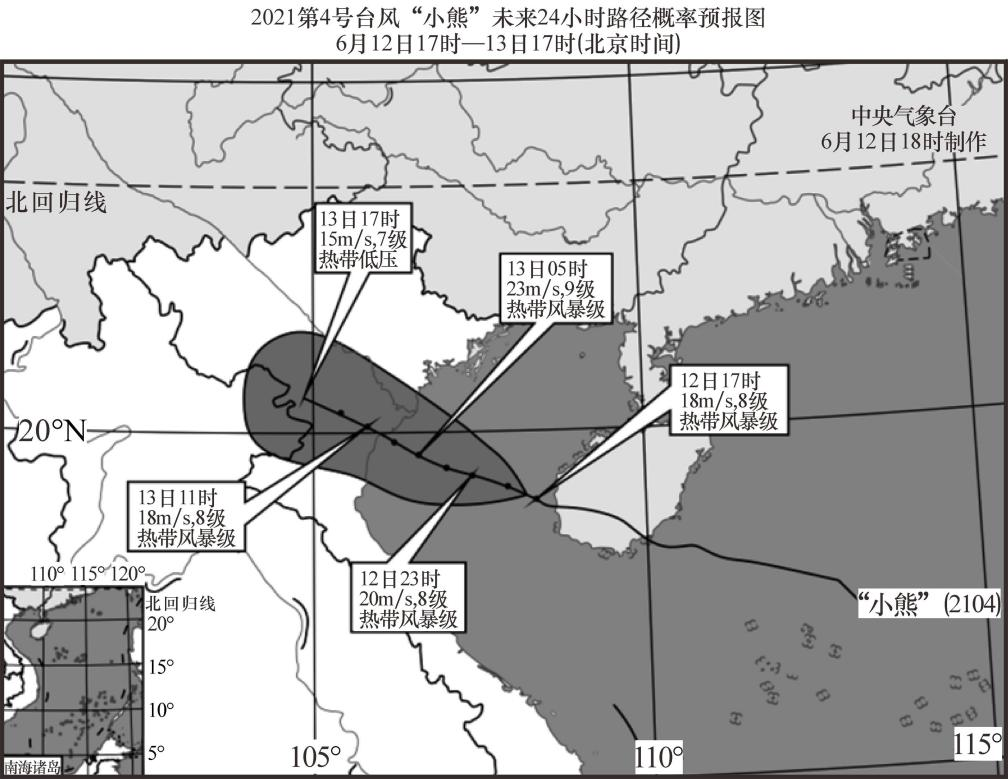 2021第4号台风“小熊”未来24小时路径概率预报图
6月12日17时—13日17时(北京时间)
中央气象台
6月12日18时制作
北回归线
13日17时
15m/s,7级
热带低压
13日05时
23m/s,9级
热带风暴级
12日17时
18m/s,8级
热带风暴级
20°N
13日11时
18m/s,8级
热带风暴级
12日23时
20m/s,8级
热带风暴级
“小熊”(2104)
110° 115° 120°
北回归线
20°
15°
10°
5°
南海诸岛
105°
110°
115°